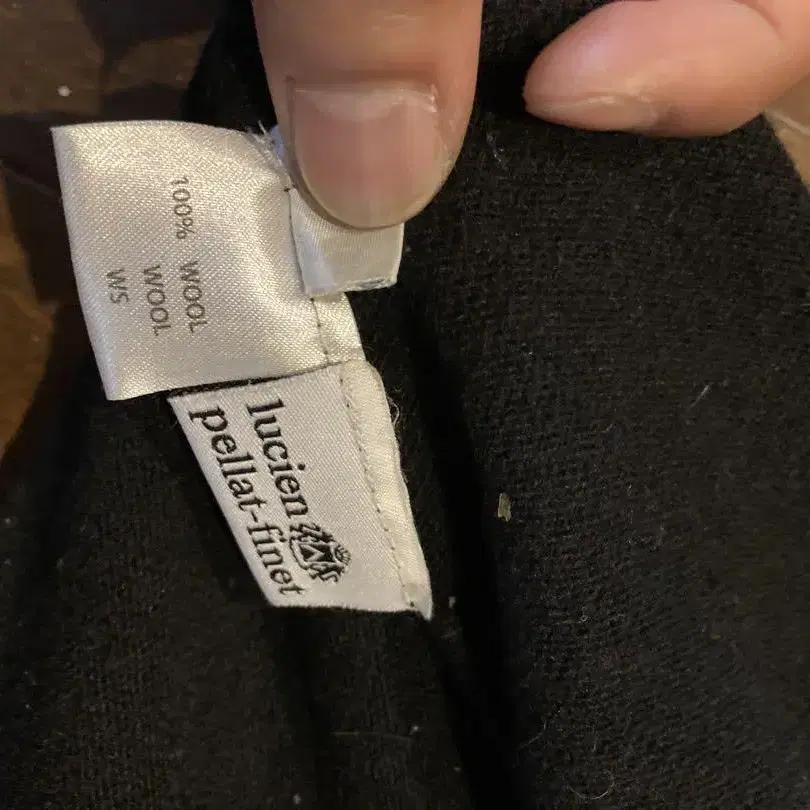 100% WOOL
WOOL
WS
lucien
pellat-finet